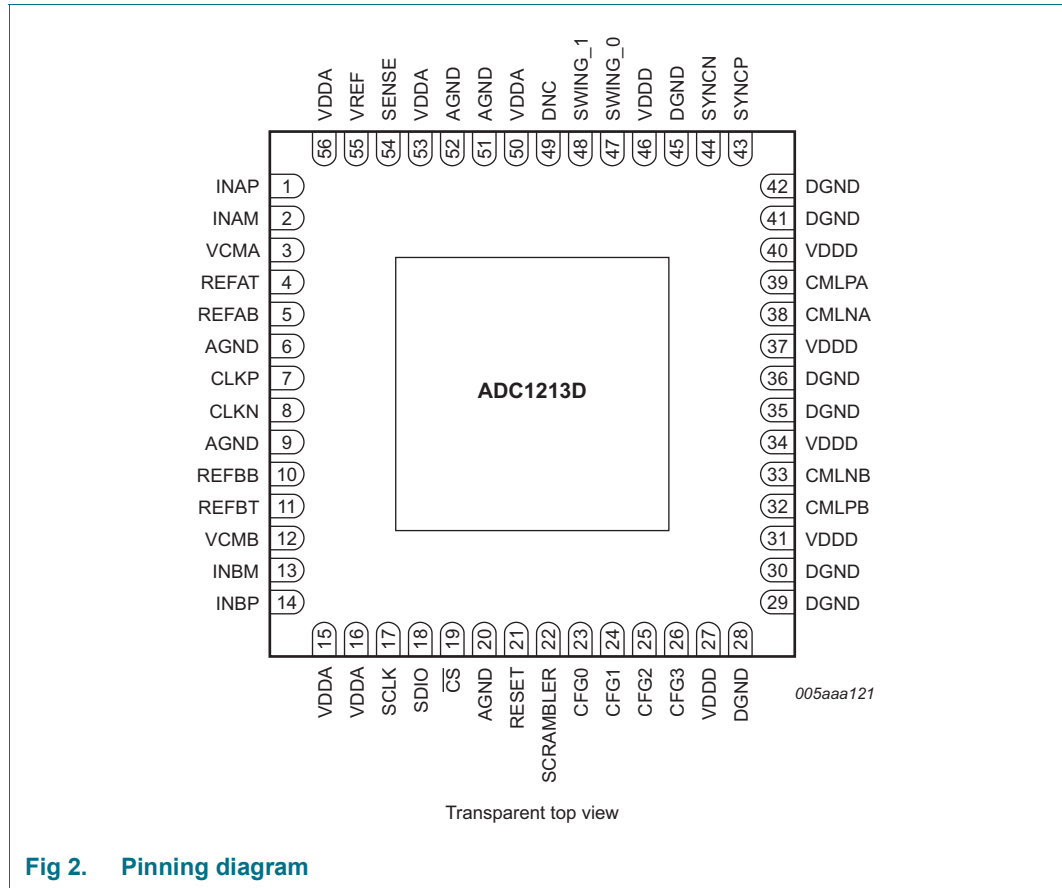 VDDA VREF SENSE VDDA AGND AGND VDDA DNC SWING_1 SWING_0 VDDD DGND SYNCN SYNCP
56 55 54 53 52 51 50 49 48 47 46 45 44 43
INAP 1 42 DGND
INAM 2 41 DGND
VCMA 3 40 VDDD
REFAT 4 39 CMLPA
REFAB 5 38 CMLNA
AGND 6 37 VDDD
CLKP 7 36 DGND
ADC1213D
CLKN 8 35 DGND
AGND 9 34 VDDD
REFBB 10 33 CMLNB
REFBT 11 32 CMLPB
VCMB 12 31 VDDD
INBM 13 30 DGND
INBP 14 29 DGND
15 16 17 18 19 20 21 22 23 24 25 26 27 28
VDDA VDDA SCLK SDIO C̅S̅ AGND RESET SCRAMBLER CFG0 CFG1 CFG2 CFG3 VDDD DGND
005aaa121
Transparent top view
Fig 2. Pinning diagram